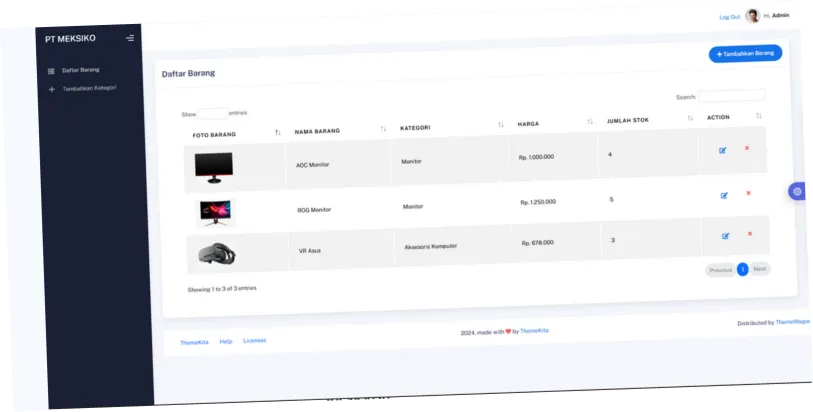 PT MEKSIKO
Log Out Hi, Admin
Daftar Barang
Tambahkan Kategori
Daftar Barang
+ Tambahkan Barang
Show entries
Search:
FOTO BARANG NAMA BARANG KATEGORI HARGA JUMLAH STOK ACTION
AOC Monitor Monitor Rp. 1.000.000 4
ROG Monitor Monitor Rp. 1.250.000 5
VR Asus Aksesoris Komputer Rp. 678.000 3
Showing 1 to 3 of 3 entries
Previous 1 Next
ThemeKita Help Licenses
2024, made with ❤ by ThemeKita
Distributed by ThemeWagon